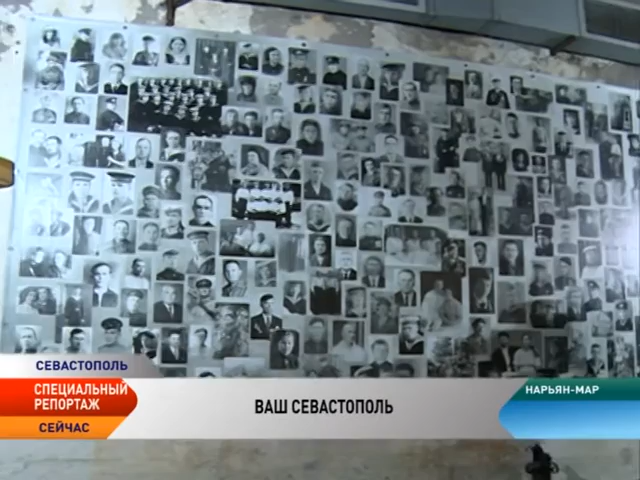 СЕВАСТОПОЛЬ
СПЕЦИАЛЬНЫЙ
РЕПОРТАЖ
СЕЙЧАС
ВАШ СЕВАСТОПОЛЬ
НАРЬЯН-МАР